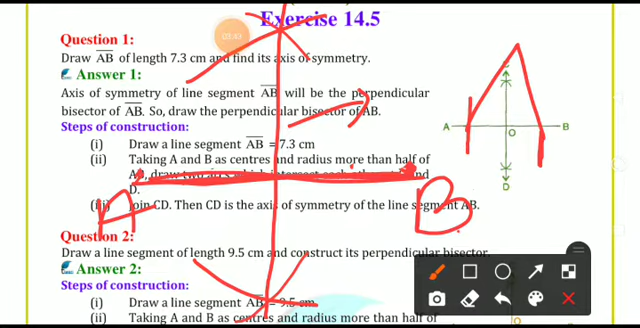 Exercise 14.5
03:43
Question 1:
Draw AB of length 7.3 cm and find its axis of symmetry.
Answer 1:
Axis of symmetry of line segment AB will be the perpendicular
bisector of AB. So, draw the perpendicular bisector of AB.
Steps of construction:
(i) Draw a line segment AB = 7.3 cm
(ii) Taking A and B as centres and radius more than half of
D.
(iii) Join CD. Then CD is the axis of symmetry of the line segment AB.
A O B
D
A B
Question 2:
Draw a line segment of length 9.5 cm and construct its perpendicular bisector.
Answer 2:
Steps of construction:
(i) Draw a line segment AB = 9.5 cm
(ii) Taking A and B as centres and radius more than half of